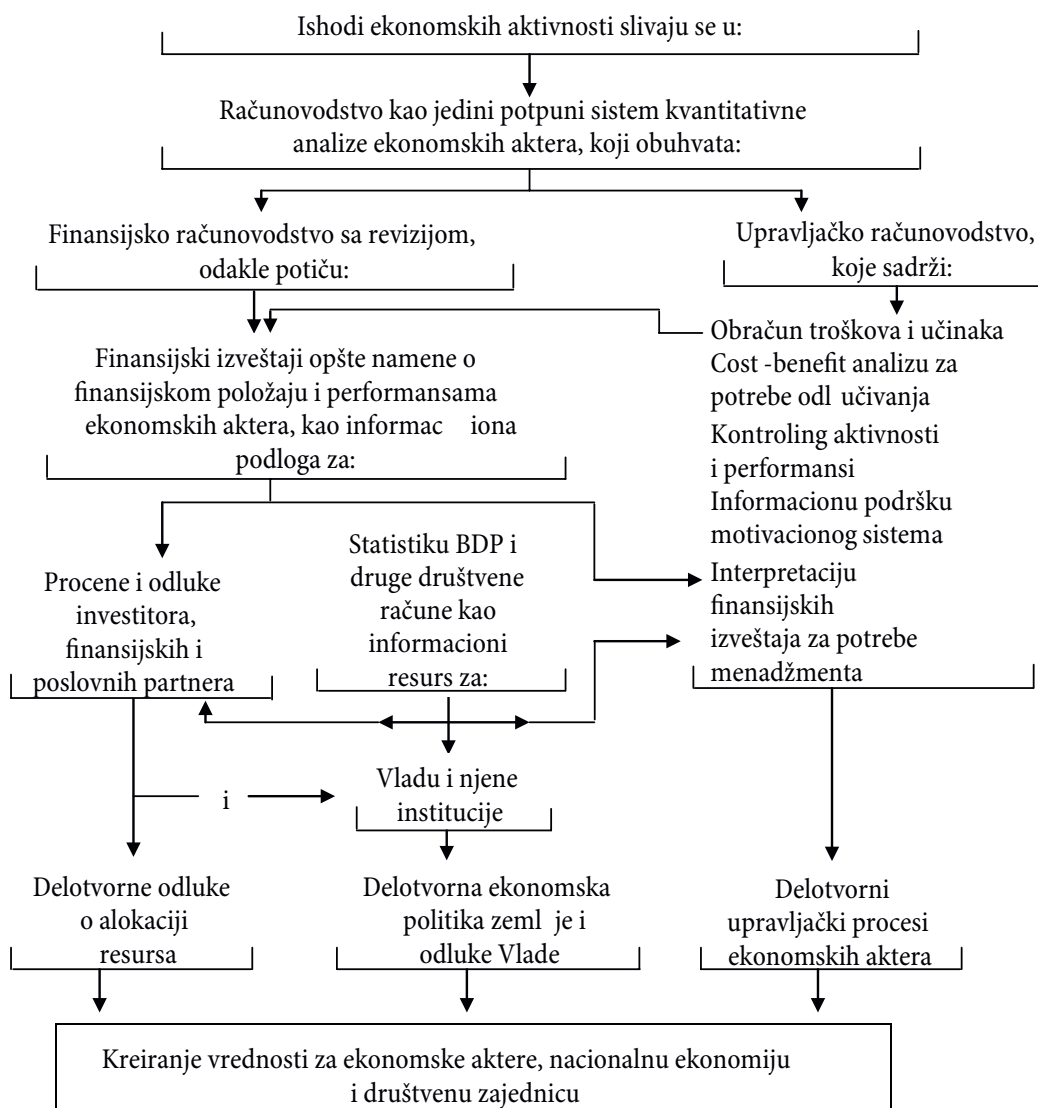 Ishodi ekonomskih aktivnosti slivaju se u:
Računovodstvo kao jedini potpuni sistem kvantitativne
analize ekonomskih aktera, koji obuhvata:
Finansijsko računovodstvo sa revizijom,
odakle potiču:
Upravljačko računovodstvo,
koje sadrži:
Finansijski izveštaji opšte namene o
finansijskom položaju i performansama
ekonomskih aktera, kao informac iona
podloga za:
Obračun troškova i učinaka
Cost -benefit analizu za
potrebe odl učivanja
Kontroling aktivnosti
i performansi
Informacionu podršku
motivacionog sistema
Interpretaciju
finansijskih
izveštaja za potrebe
menadžmenta
Procene i odluke
investitora,
finansijskih i
poslovnih partnera
Statistiku BDP i
druge društvene
račune kao
informacioni
resurs za:
i
Vladu i njene
institucije
Delotvorne odluke
o alokaciji
resursa
Delotvorna ekonomska
politika zeml je i
odluke Vlade
Delotvorni
upravljački procesi
ekonomskih aktera
Kreiranje vrednosti za ekonomske aktere, nacionalnu ekonomiju
i društvenu zajednicu